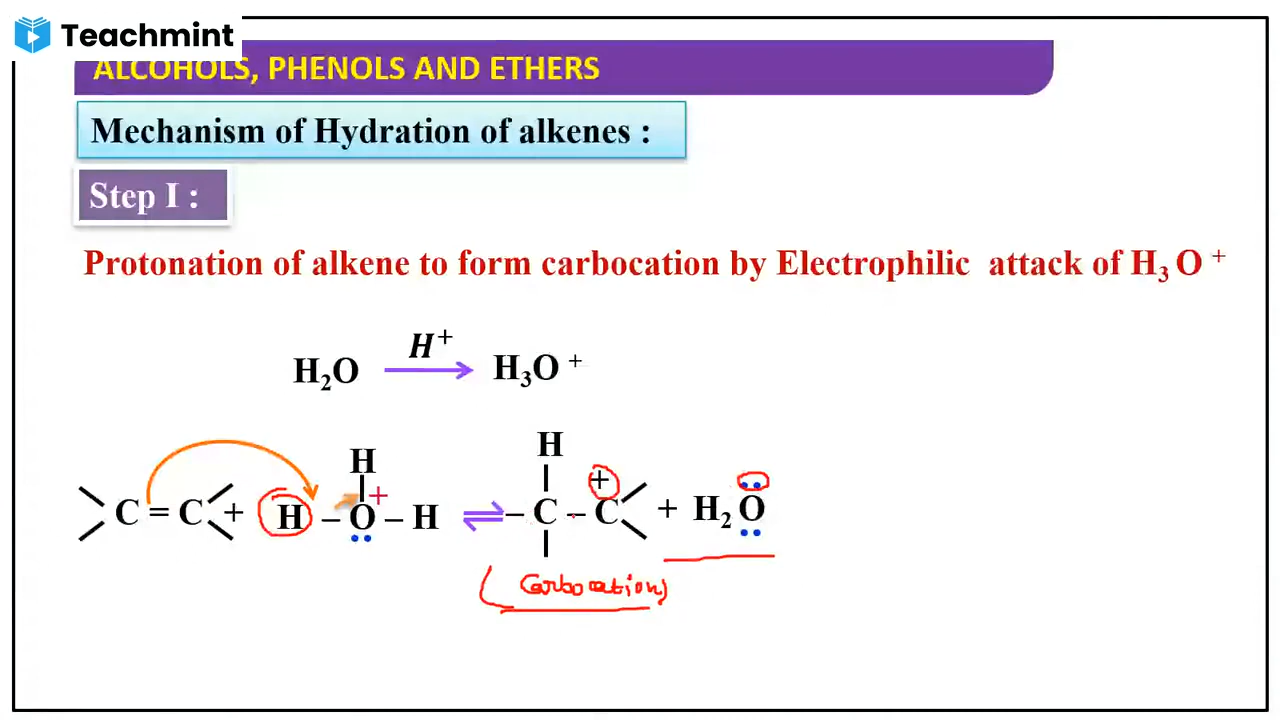 Teachmint
ALCOHOLS, PHENOLS AND ETHERS
Mechanism of Hydration of alkenes :
Step I :
Protonation of alkene to form carbocation by Electrophilic attack of H₃O⁺
H⁺
H₂O → H₃O⁺
H H
C = C + H – O⁺ – H ⇌ – C – C⁺ + H₂O
(Carbocation)